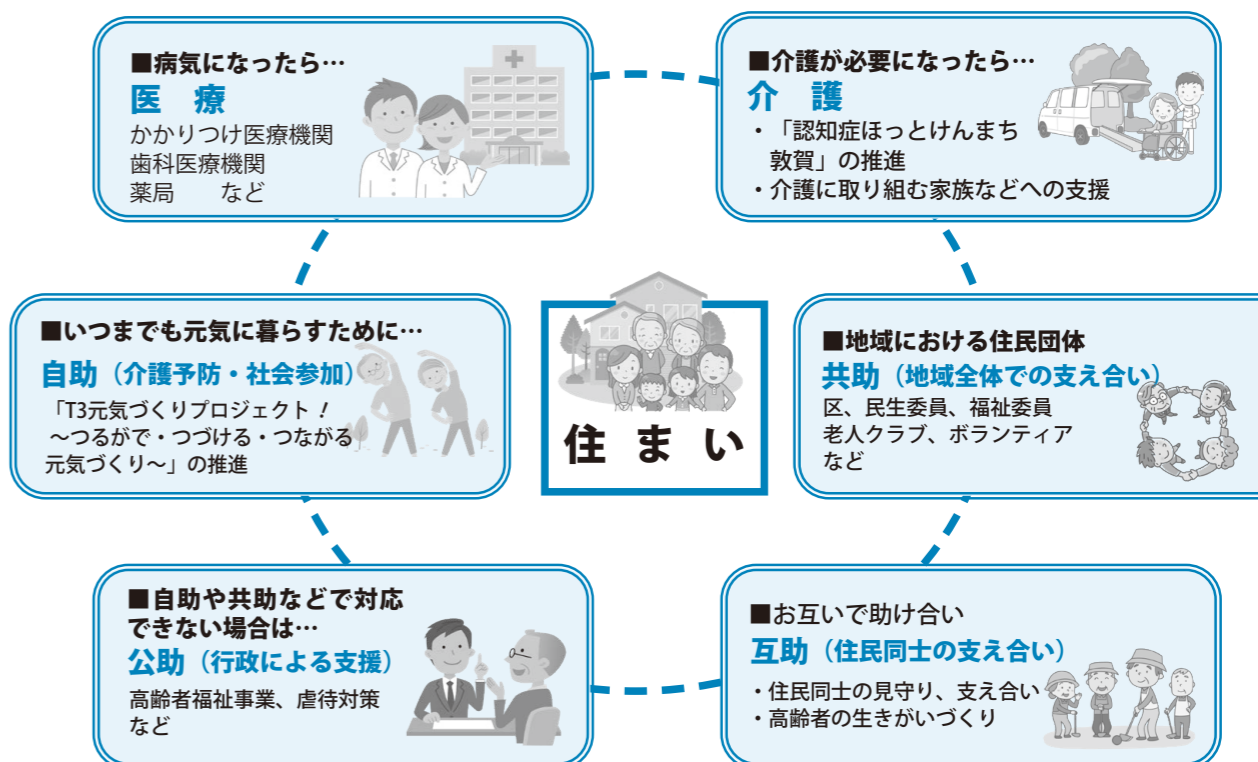 ■病気になったら…
医 療
かかりつけ医療機関
歯科医療機関
薬局 など
■介護が必要になったら…
介 護
・「認知症ほっとけんまち
敦賀」の推進
・介護に取り組む家族などへの支援
■いつまでも元気に暮らすために…
自助（介護予防・社会参加）
「T3元気づくりプロジェクト！
～つるがで・つづける・つながる
元気づくり～」の推進
住 ま い
■地域における住民団体
共助（地域全体での支え合い）
区、民生委員、福祉委員
老人クラブ、ボランティア
など
■自助や共助などで対応
できない場合は…
公助（行政による支援）
高齢者福祉事業、虐待対策
など
■お互いで助け合い
互助（住民同士の支え合い）
・住民同士の見守り、支え合い
・高齢者の生きがいづくり